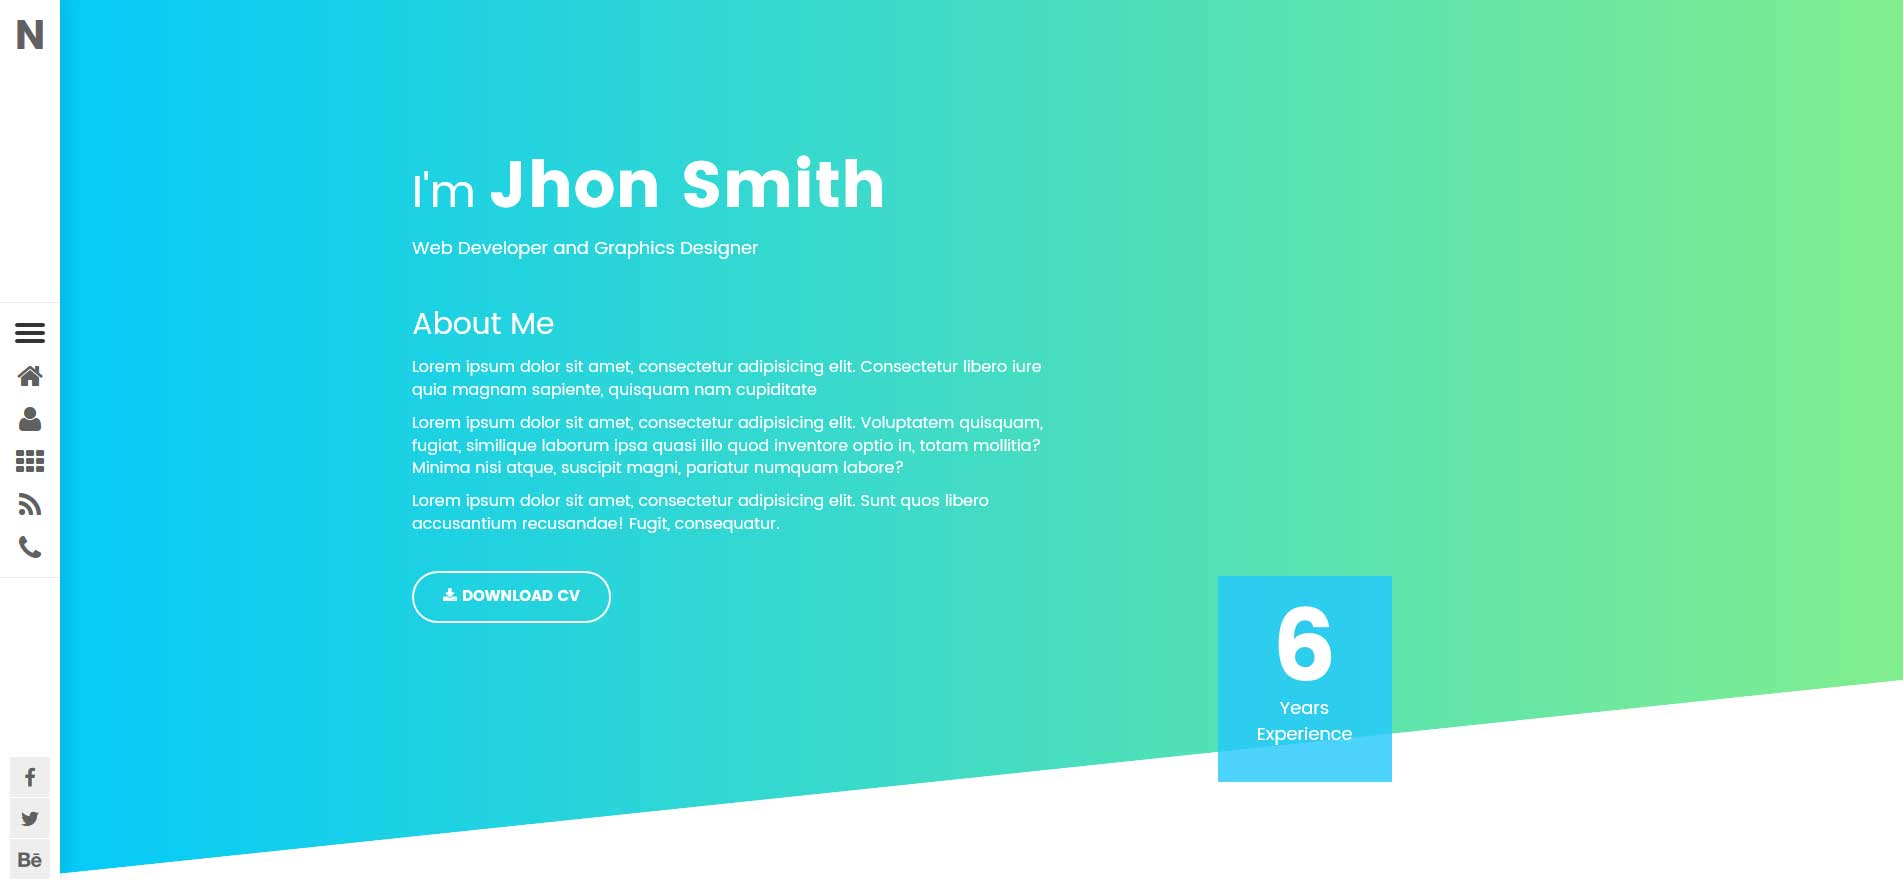 N
I'm Jhon Smith
Web Developer and Graphics Designer
About Me
Lorem ipsum dolor sit amet, consectetur adipisicing elit. Consectetur libero iure
quia magnam sapiente, quisquam nam cupiditate
Lorem ipsum dolor sit amet, consectetur adipisicing elit. Voluptatem quisquam,
fugiat, similique laborum ipsa quasi illo quod inventore optio in, totam mollitia?
Minima nisi atque, suscipit magni, pariatur numquam labore?
Lorem ipsum dolor sit amet, consectetur adipisicing elit. Sunt quos libero
accusantium recusandae! Fugit, consequatur.
DOWNLOAD CV
6
Years
Experience
f
Bē